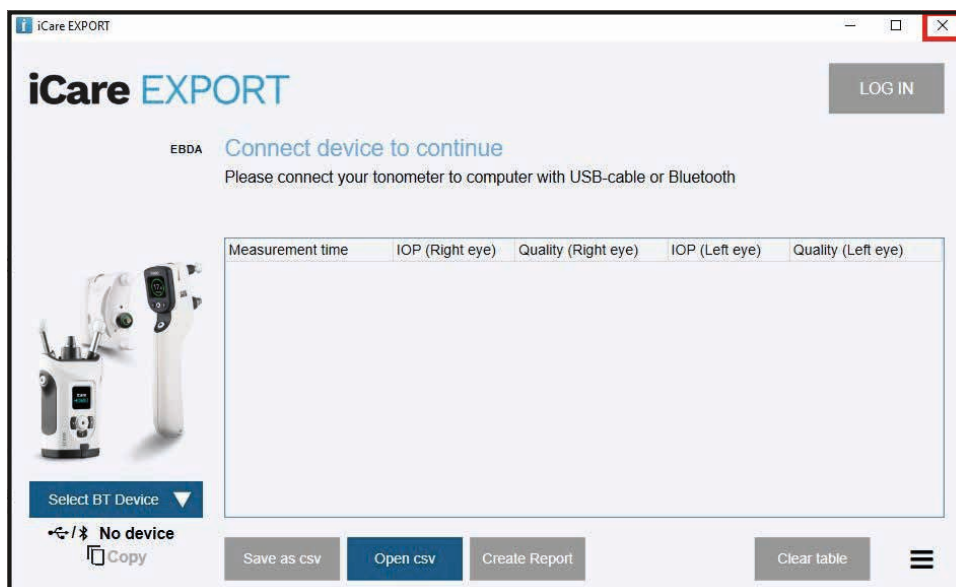 iCare EXPORT
iCare EXPORT
LOG IN
EBDA
Connect device to continue
Please connect your tonometer to computer with USB-cable or Bluetooth
Measurement time IOP (Right eye) Quality (Right eye) IOP (Left eye) Quality (Left eye)
Select BT Device
/ No device
Copy
Save as csv Open csv Create Report Clear table